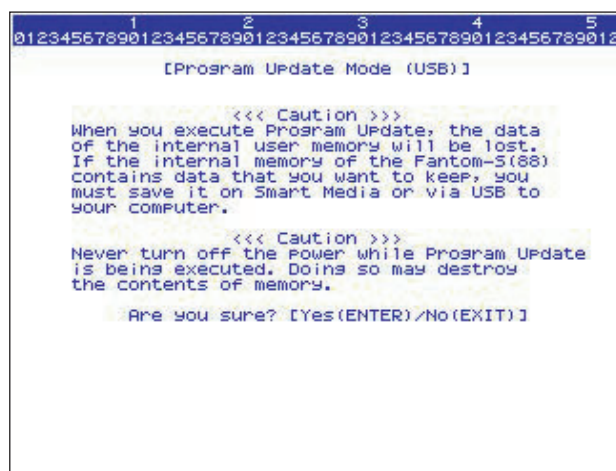 1 2 3 4 5
01234567890123456789012345678901234567890123456789012
[Program Update Mode (USB)]
<<< Caution >>>
When you execute Program Update, the data
of the internal user memory will be lost.
If the internal memory of the Fantom-S(88)
contains data that you want to keep, you
must save it on Smart Media or via USB to
your computer.
<<< Caution >>>
Never turn off the power while Program Update
is being executed. Doing so may destroy
the contents of memory.
Are you sure? [Yes(ENTER)/No(EXIT)]